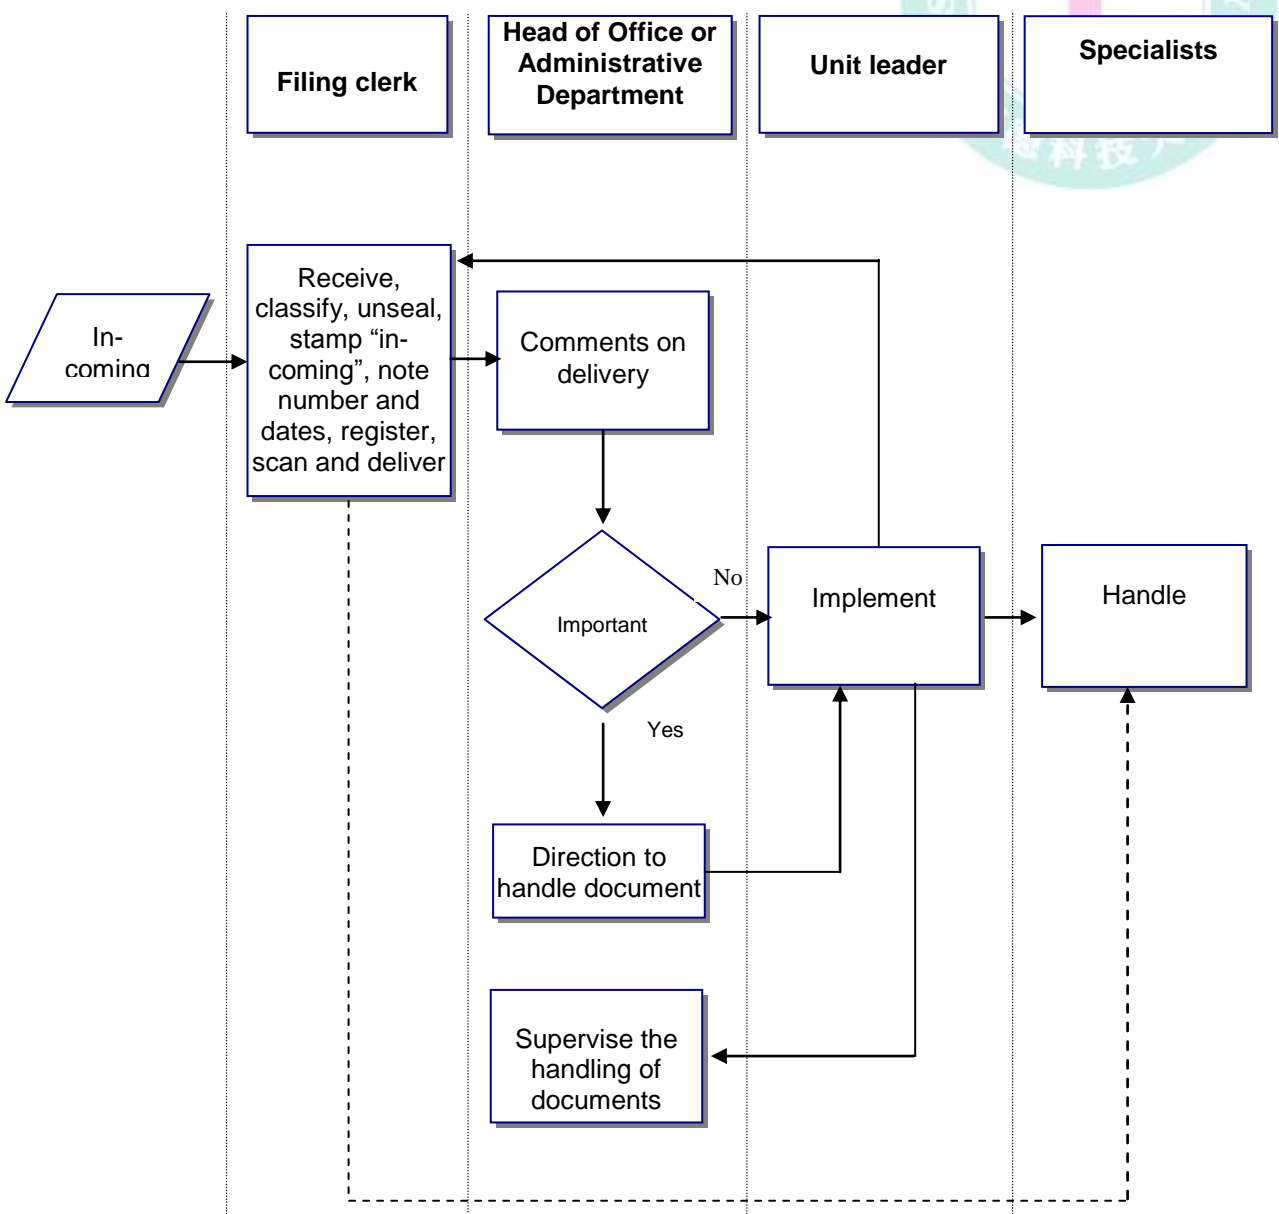 Filing clerk
Head of Office or
Administrative
Department
Unit leader
Specialists
科技
In-
coming
Receive,
classify, unseal,
stamp “in-
coming”, note
number and
dates, register,
scan and deliver
Comments on
delivery
Important
No
Implement
Handle
Yes
Direction to
handle document
Supervise the
handling of
documents